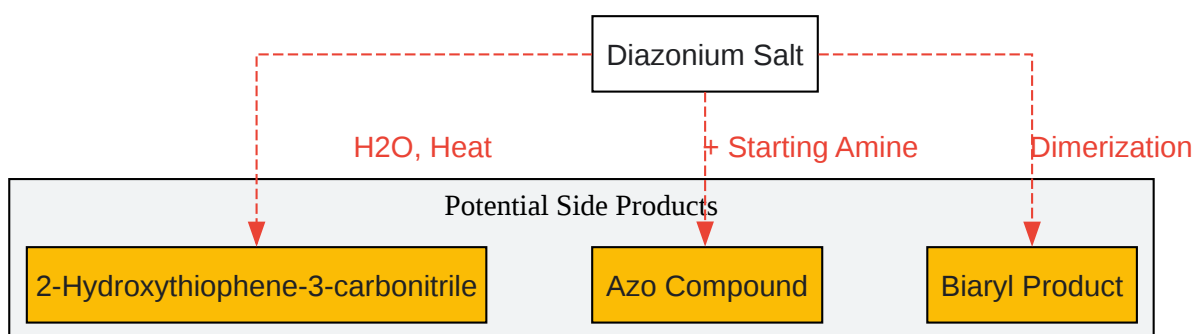 Diazonium Salt
H2O, Heat
+ Starting Amine
Dimerization
Potential Side Products
2-Hydroxythiophene-3-carbonitrile
Azo Compound
Biaryl Product